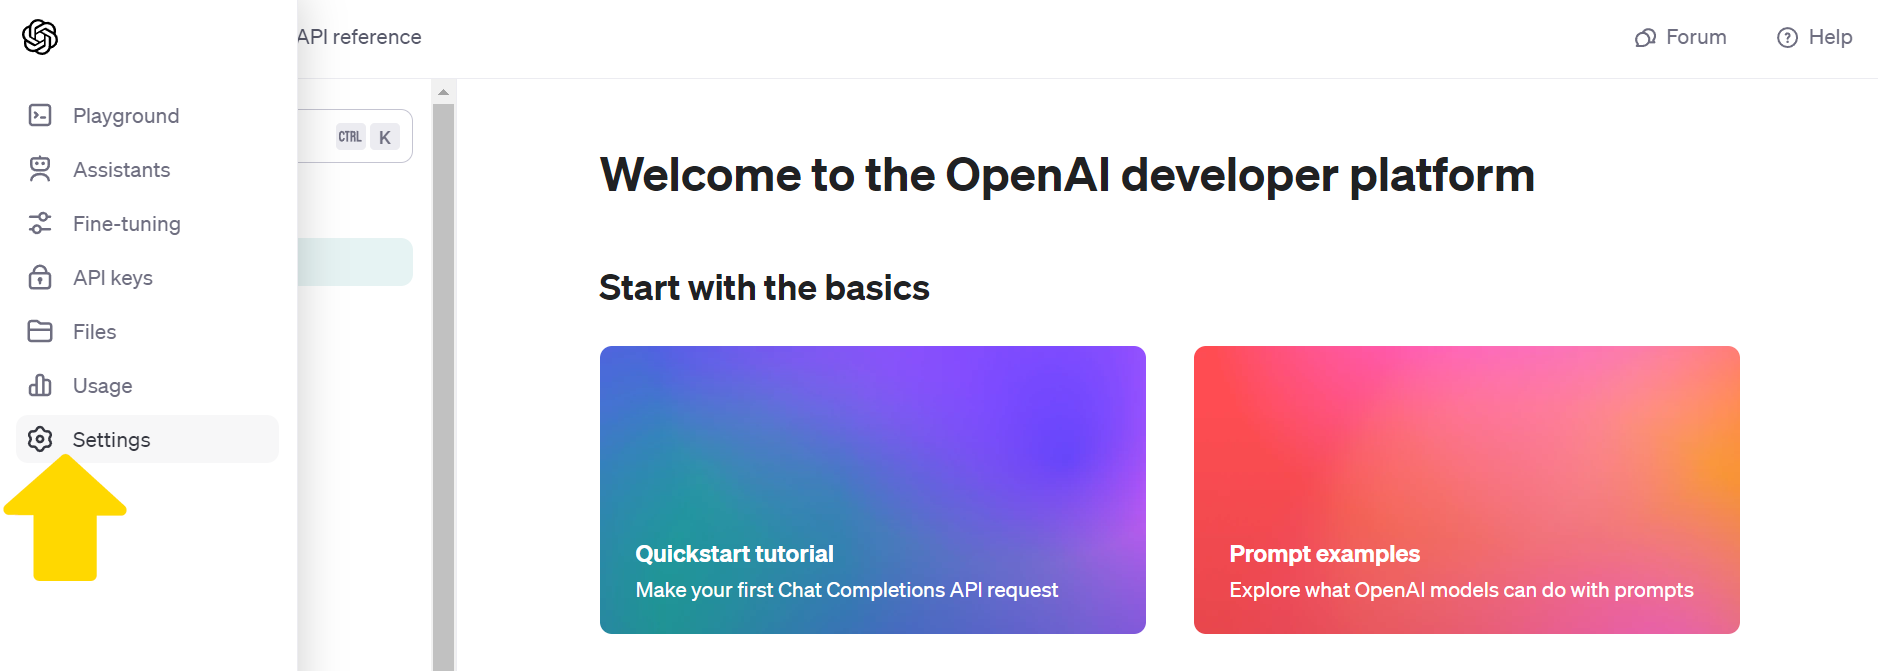 API reference
Forum
Help
Playground
Assistants
Fine-tuning
API keys
Files
Usage
Settings
CTRL K
Welcome to the OpenAI developer platform
Start with the basics
Quickstart tutorial
Make your first Chat Completions API request
Prompt examples
Explore what OpenAI models can do with prompts